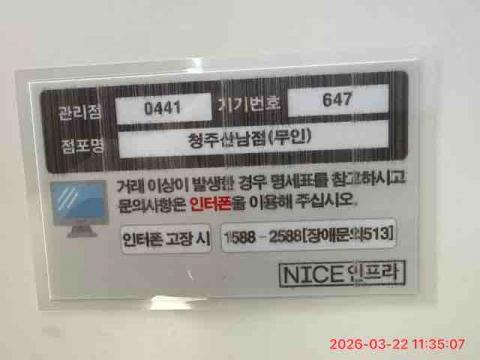 관리점 0441 기기번호 647
점포명 청주산남점(무인)
거래 이상이 발생한 경우 명세표를 참고하시고
문의사항은 인터폰을 이용해 주십시오.
인터폰 고장 시 1588-2588[장애문의513]
NICE인프라
2026-03-22 11:35:07